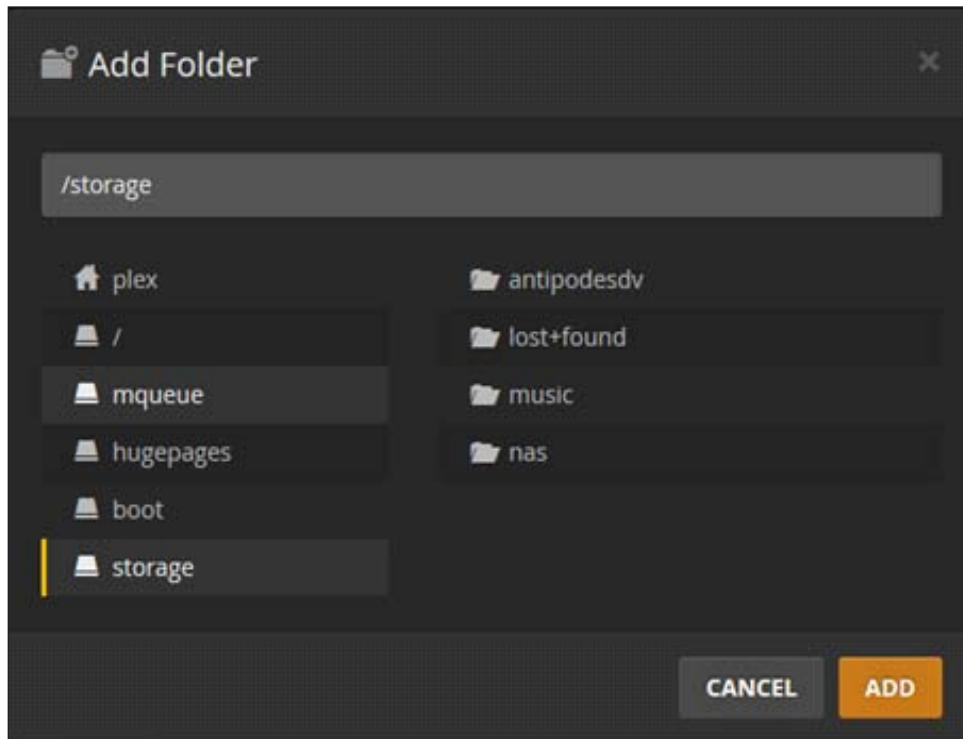 Add Folder
/storage
plex
/
mqueue
hugepages
boot
storage
antipodesdv
lost+found
music
nas
CANCEL
ADD